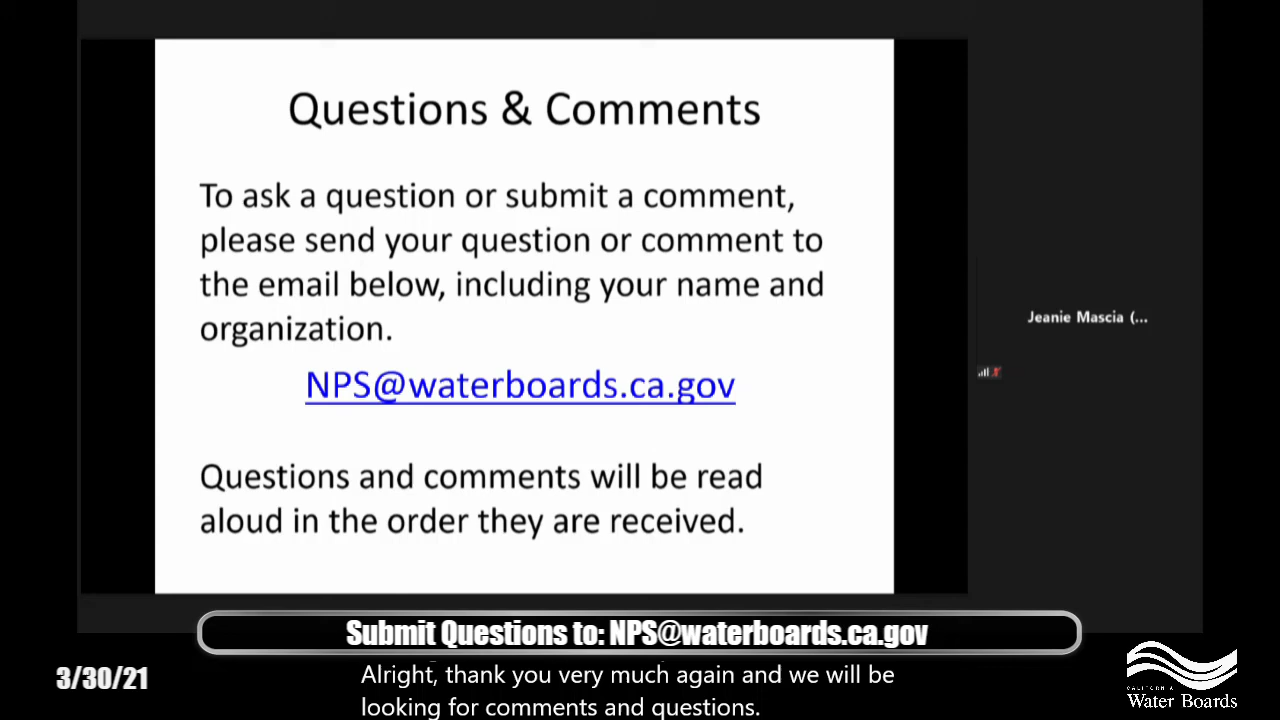 Questions & Comments
To ask a question or submit a comment,
please send your question or comment to
the email below, including your name and
organization.
NPS@waterboards.ca.gov
Questions and comments will be read
aloud in the order they are received.
Jeanie Mascia (...
Submit Questions to: NPS@waterboards.ca.gov
3/30/21
Alright, thank you very much again and we will be
looking for comments and questions.
CALIFORNIA
Water Boards